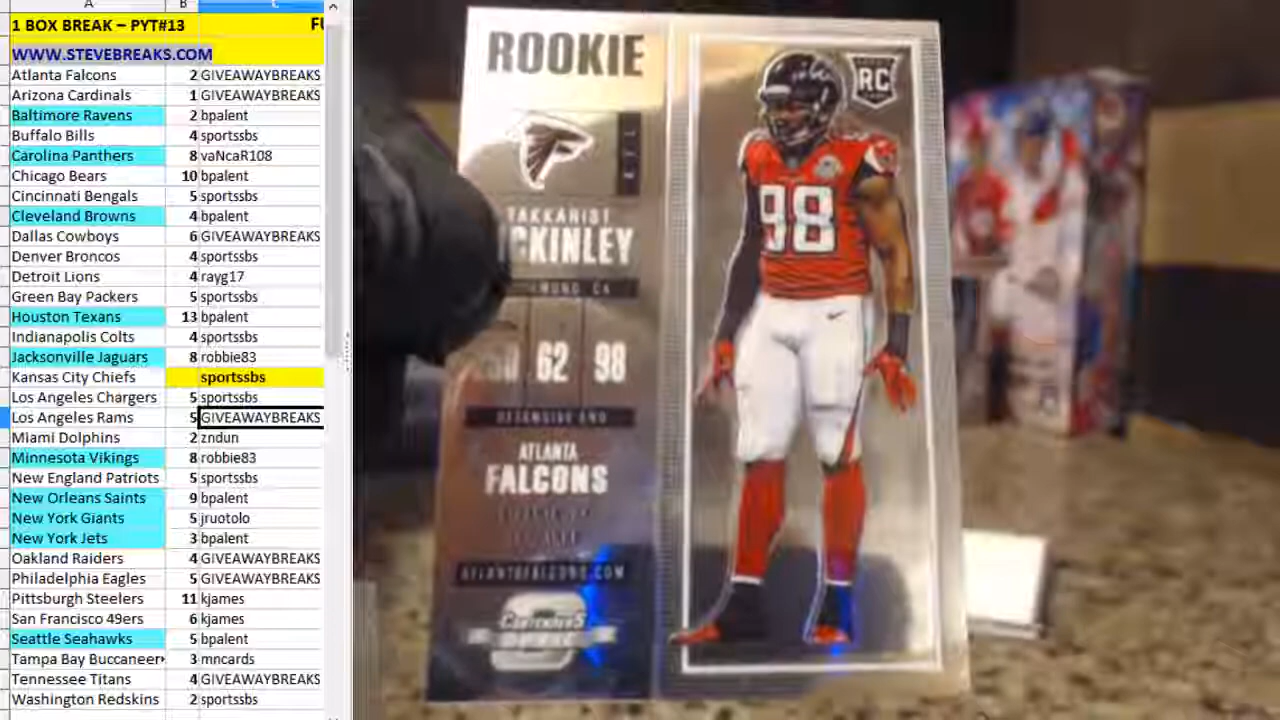 A B C
1 BOX BREAK – PYT#13 FU
WWW.STEVEBREAKS.COM
Atlanta Falcons 2 GIVEAWAYBREAKS
Arizona Cardinals 1 GIVEAWAYBREAKS
Baltimore Ravens 2 bpalent
Buffalo Bills 4 sportssbs
Carolina Panthers 8 vaNcaR108
Chicago Bears 10 bpalent
Cincinnati Bengals 5 sportssbs
Cleveland Browns 4 bpalent
Dallas Cowboys 6 GIVEAWAYBREAKS
Denver Broncos 4 sportssbs
Detroit Lions 4 rayg17
Green Bay Packers 5 sportssbs
Houston Texans 13 bpalent
Indianapolis Colts 4 sportssbs
Jacksonville Jaguars 8 robbie83
Kansas City Chiefs sportssbs
Los Angeles Chargers 5 sportssbs
Los Angeles Rams 5 GIVEAWAYBREAKS
Miami Dolphins 2 zndun
Minnesota Vikings 8 robbie83
New England Patriots 5 sportssbs
New Orleans Saints 9 bpalent
New York Giants 5 jruotolo
New York Jets 3 bpalent
Oakland Raiders 4 GIVEAWAYBREAKS
Philadelphia Eagles 5 GIVEAWAYBREAKS
Pittsburgh Steelers 11 kjames
San Francisco 49ers 6 kjames
Seattle Seahawks 5 bpalent
Tampa Bay Buccaneer 3 mncards
Tennessee Titans 4 GIVEAWAYBREAKS
Washington Redskins 2 sportssbs
ROOKIE
RC
ATL
TAKKARIST
CKINLEY
62 98
DEFENSIVE END
ATLANTA
FALCONS
ATLANTAFALCONS.COM
Contenders
98